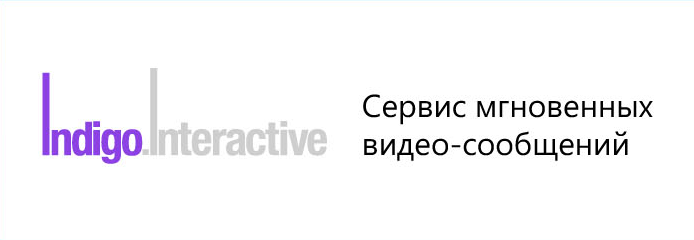 Indigo.Interactive
Сервис мгновенных
видео-сообщений